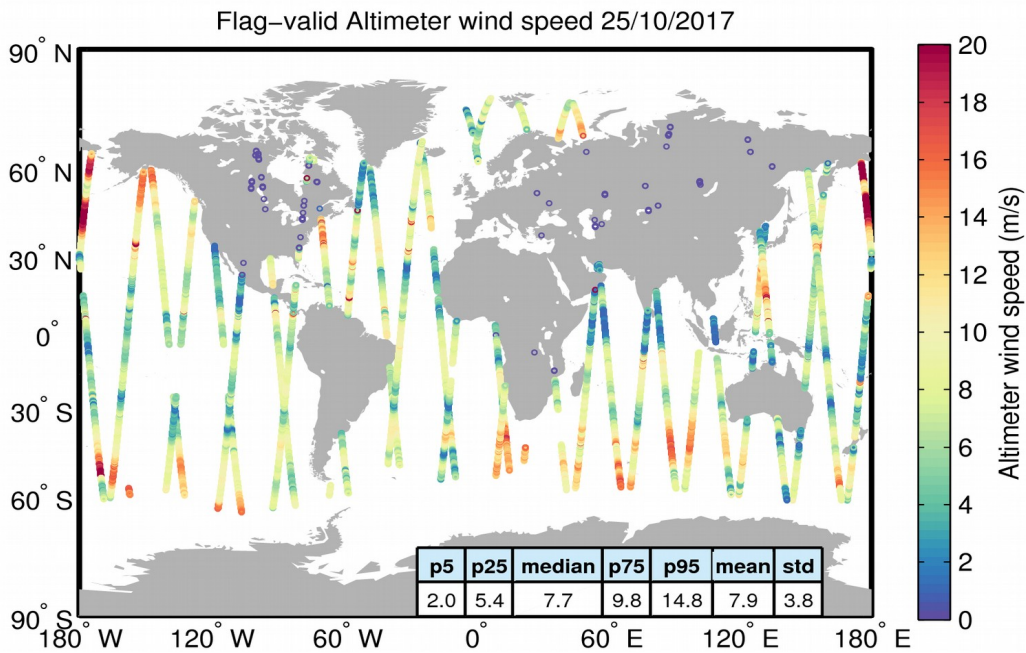 Flag−valid Altimeter wind speed 25/10/2017
90° N
60° N
30° N
0°
30° S
60° S
90° S
180° W
120° W
60° W
0°
60° E
120° E
180° E
p5 p25 median p75 p95 mean std
2.0 5.4 7.7 9.8 14.8 7.9 3.8
20
18
16
14
12
10
8
6
4
2
0
Altimeter wind speed (m/s)